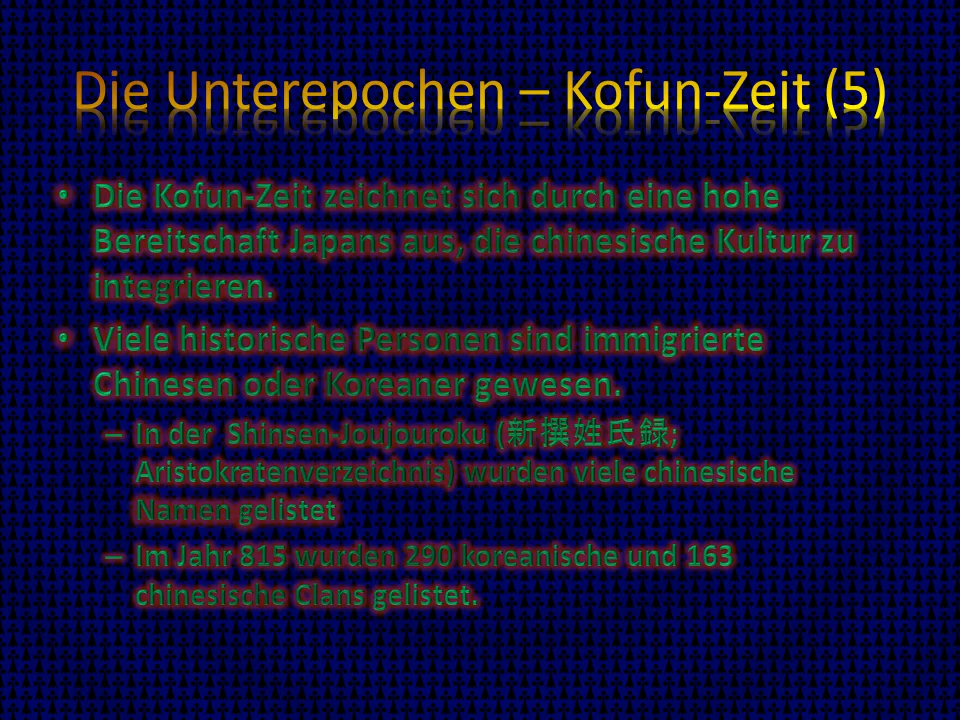 Die Unterepochen – Kofun-Zeit (5)
• Die Kofun-Zeit zeichnet sich durch eine hohe
Bereitschaft Japans aus, die chinesische Kultur zu
integrieren.
• Viele historische Personen sind immigrierte
Chinesen oder Koreaner gewesen.
– In der  Shinsen-Joujouroku (新撰姓氏録;
Aristokratenverzeichnis) wurden viele chinesische
Namen gelistet
– Im Jahr 815 wurden 290 koreanische und 163
chinesische Clans gelistet.